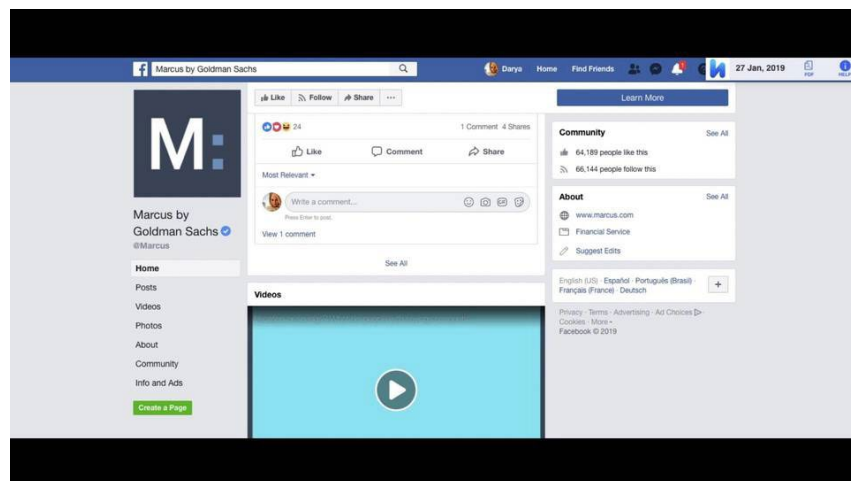 Marcus by Goldman Sachs
Darya Home Find Friends
27 Jan, 2019
PDF
HELP
M:
Marcus by
Goldman Sachs
@Marcus
Home
Posts
Videos
Photos
About
Community
Info and Ads
Create a Page
Like Follow Share ...
24 1 Comment 4 Shares
Like Comment Share
Most Relevant
Write a comment...
Press Enter to post.
View 1 comment
See All
Videos
Learn More
Community See All
64,189 people like this
66,144 people follow this
About See All
www.marcus.com
Financial Service
Suggest Edits
English (US) · Español · Português (Brasil) ·
Français (France) · Deutsch
+
Privacy · Terms · Advertising · Ad Choices ·
Cookies · More
Facebook © 2019